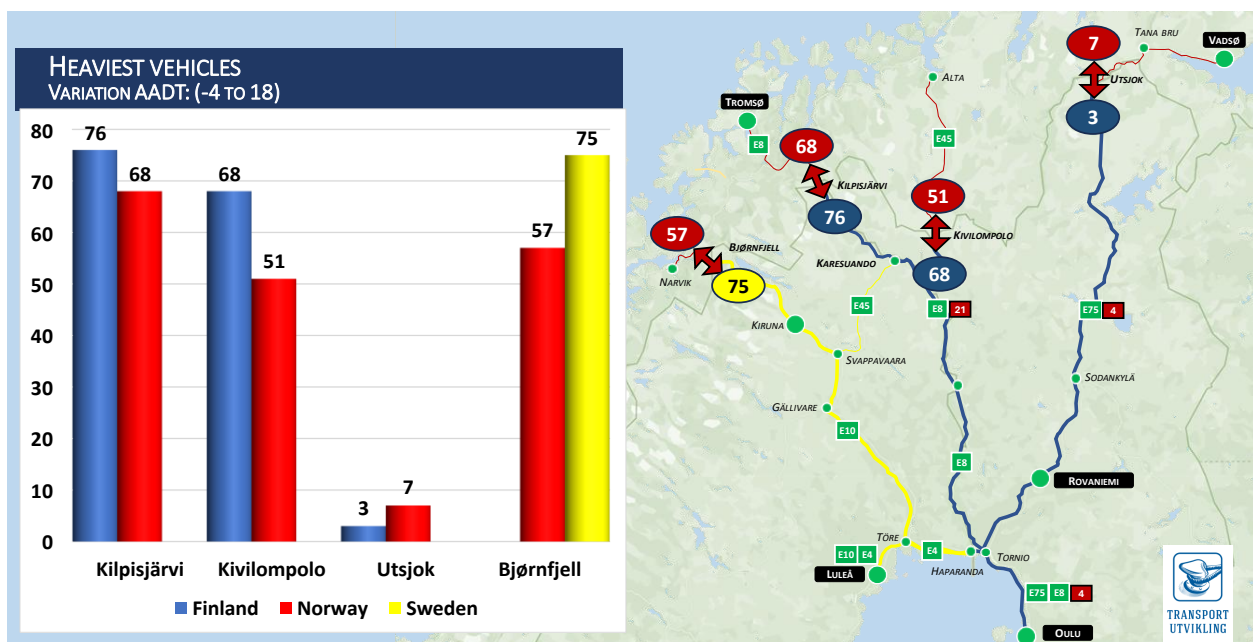 HEAVIEST VEHICLES
VARIATION AADT: (-4 TO 18)
80
70
60
50
40
30
20
10
0
76
68
68
51
3
7
57
75
Kilpisjärvi
Kivilompolo
Utsjok
Bjørnfjell
Finland
Norway
Sweden
7
TANA BRU
VADSØ
UTSJOK
3
ALTA
TROMSØ
E8
E45
68
KILPISJÄRVI
76
51
KIVILOMPOLO
68
57
BJØRNFJELL
NARVIK
75
KARESUANDO
E45
E8 21
E75 4
KIRUNA
SVAPPAVAARA
SODANKYLÄ
GÄLLIVARE
E10
E8
ROVANIEMI
TÖRE
E10 E4
E4
LULEÅ
HAPARANDA
TORNIO
E75 E8 4
OULU
TRANSPORT
UTVIKLING